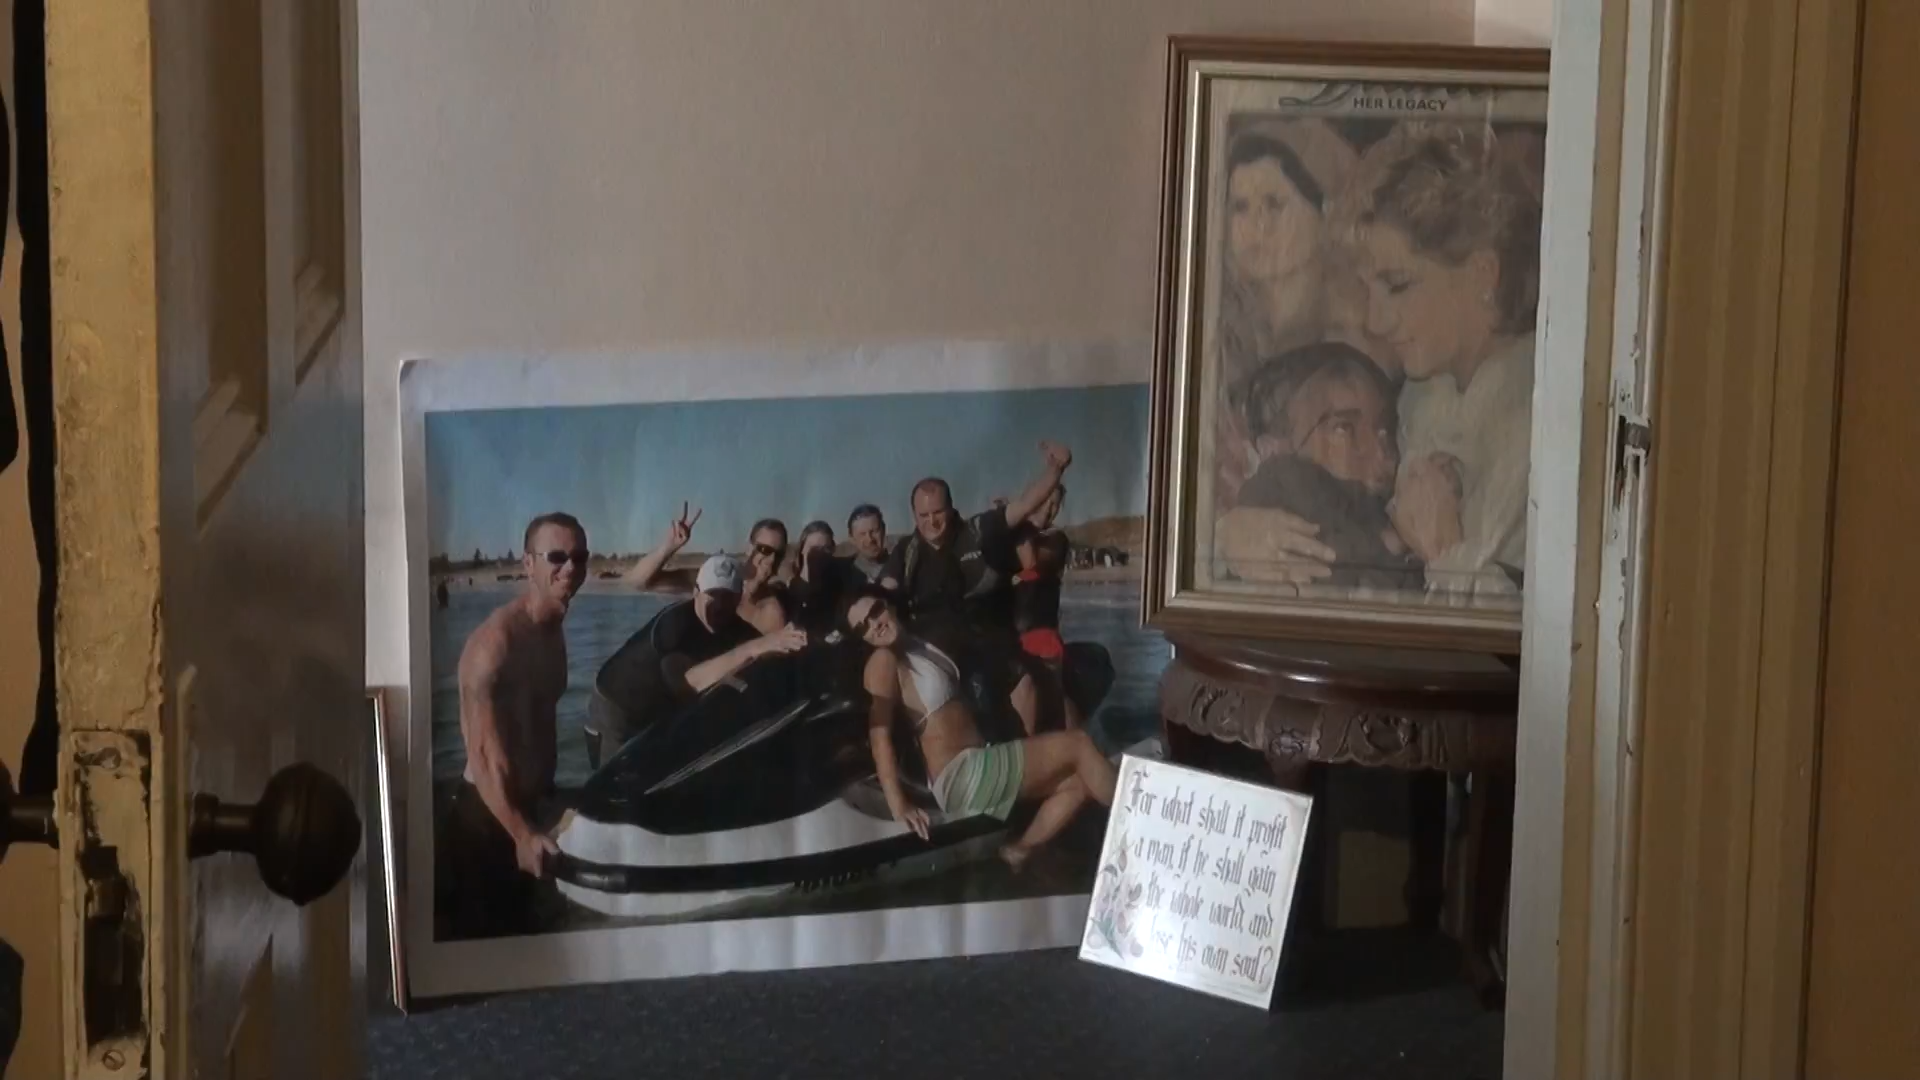 HER LEGACY
For what shall it profit
a man, if he shall gain
the whole world, and
lose his own soul?